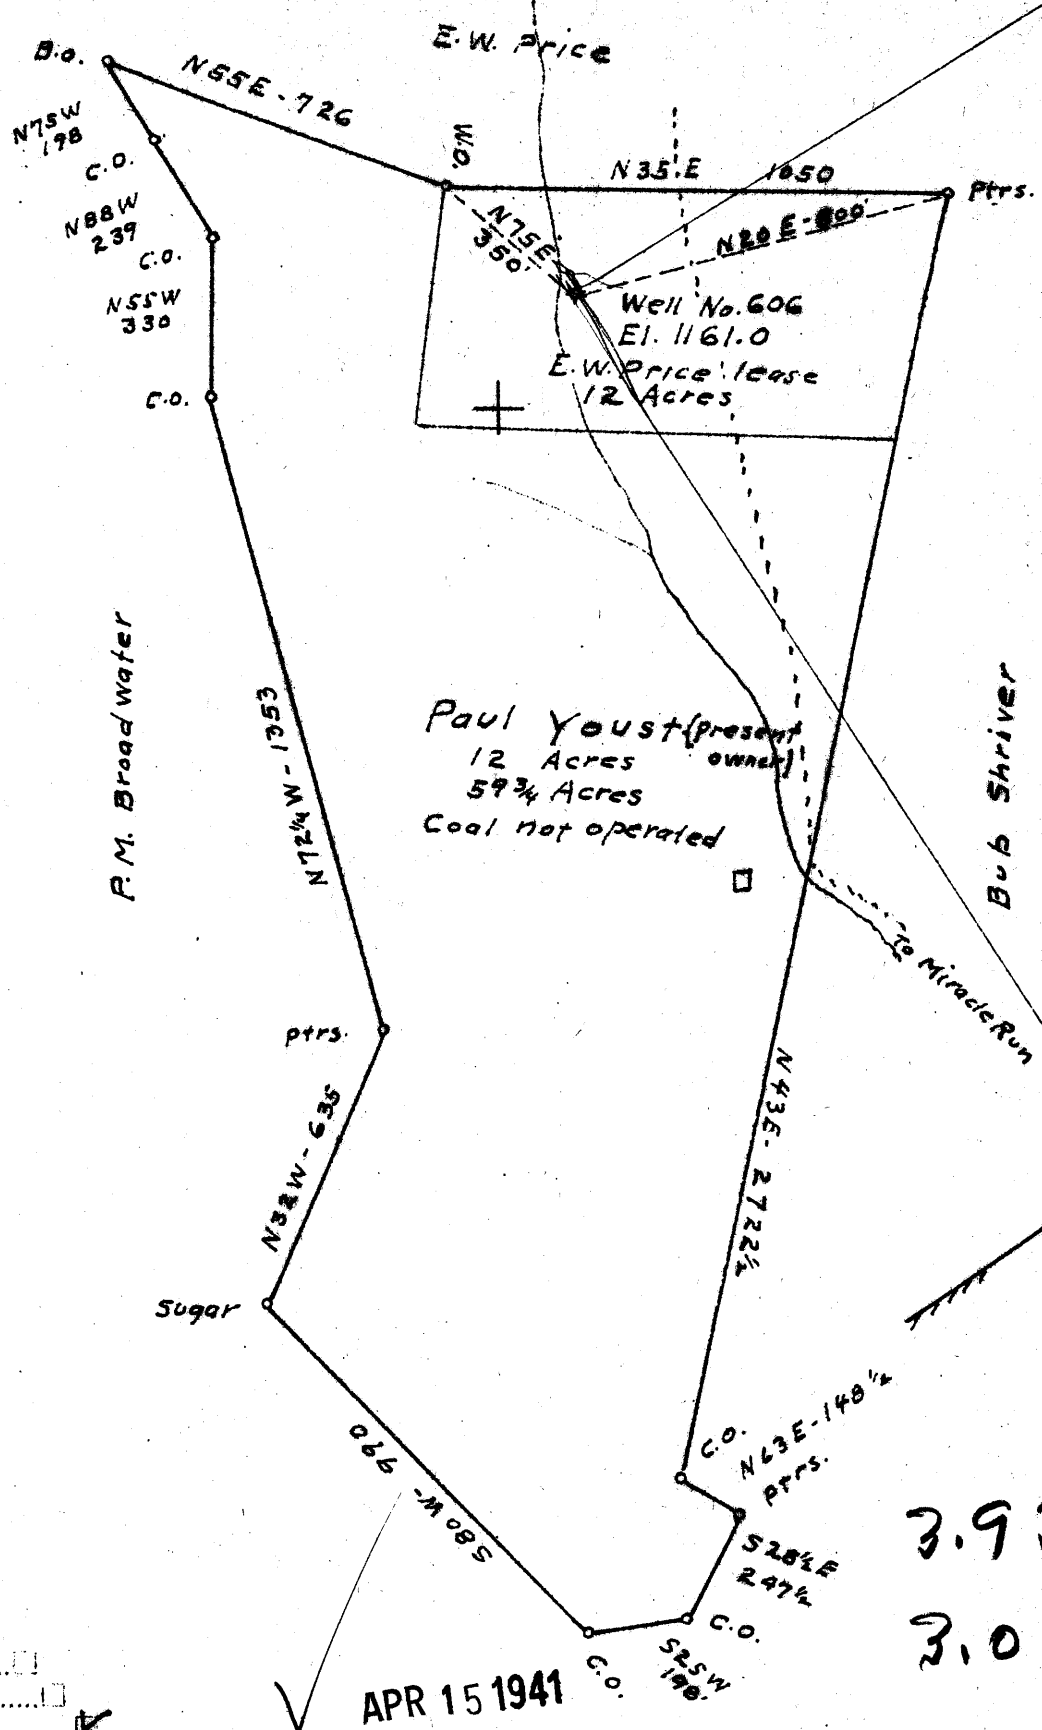 E.W. Price
B.O.
N55E-726
N75W
198
C.O.
W.O.
N35.E 1050
Ptrs.
N88W
239
C.O.
N75E
350'
N20E-
N55W
330
Well No.606
El. 1161.0
E.W. Price lease
12 Acres
C.O.
P.M. Broadwater
N72¼W-1353
Paul Youst (present
owner)
12 Acres
59¾ Acres
Coal not operated
Bub Shriver
To Miracle Run
ptrs.
N32W-635
N43E-2722½
Sugar
S80W-990
C.O.
N63E-148½
Ptrs.
S28½E
247½
C.O.
S25W
198'
C.O.
3.9
3.0
APR 15 1941